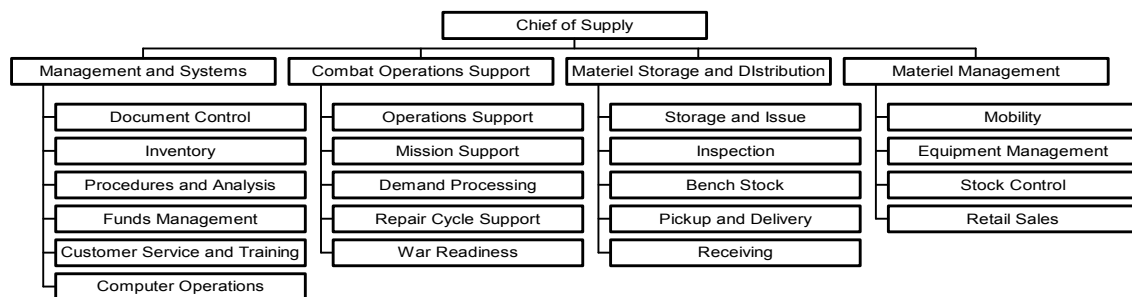 Chief of Supply
Management and Systems
Combat Operations Support
Materiel Storage and DIstribution
Materiel Management
Document Control
Inventory
Procedures and Analysis
Funds Management
Customer Service and Training
Computer Operations
Operations Support
Mission Support
Demand Processing
Repair Cycle Support
War Readiness
Storage and Issue
Inspection
Bench Stock
Pickup and Delivery
Receiving
Mobility
Equipment Management
Stock Control
Retail Sales